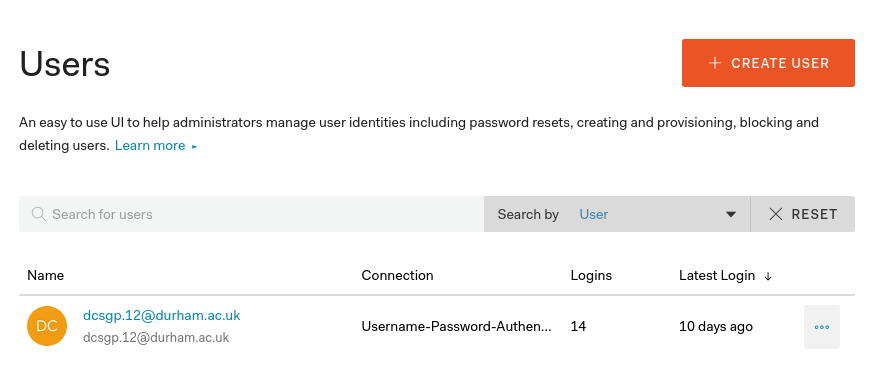 Users
CREATE USER
An easy to use UI to help administrators manage user identities including password resets, creating and provisioning, blocking and
deleting users. Learn more
Search for users
Search by User
RESET
Name Connection Logins Latest Login
DC
dcsgp.12@durham.ac.uk
dcsgp.12@durham.ac.uk
Username-Password-Authen... 14 10 days ago